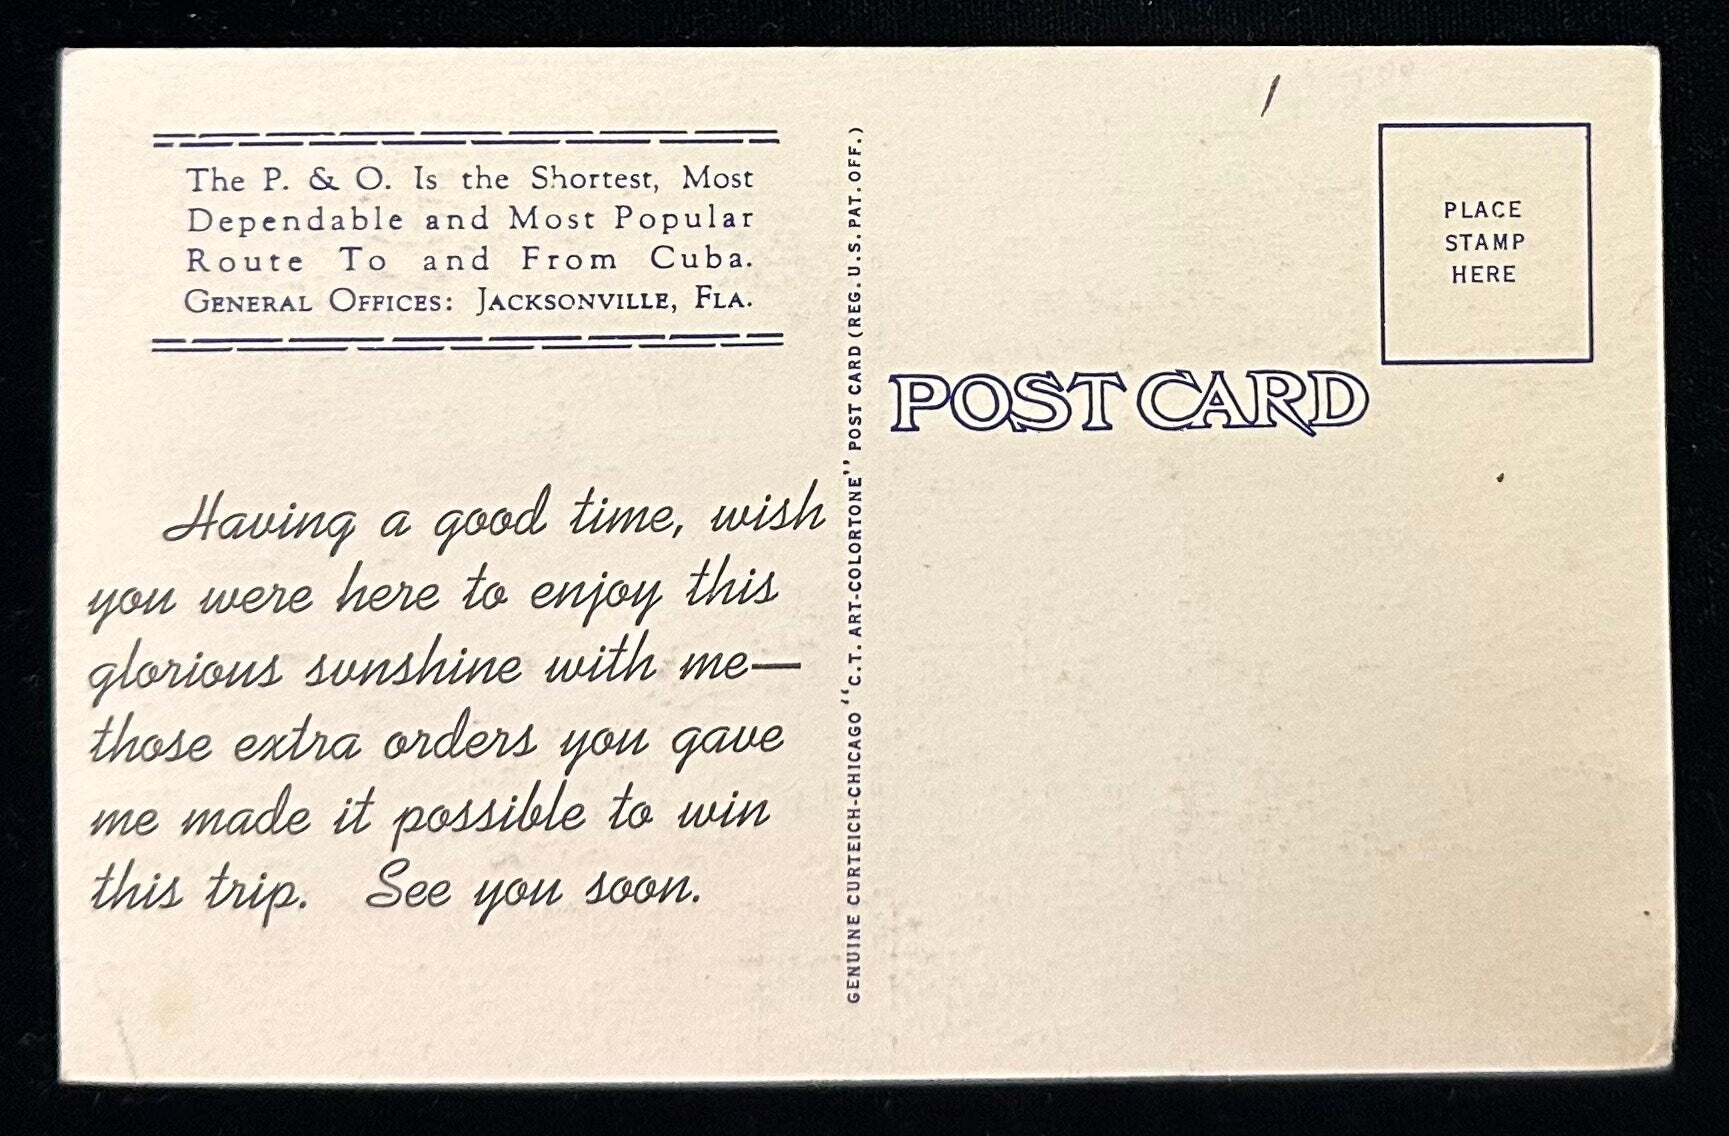 The P. & O. Is the Shortest, Most
Dependable and Most Popular
Route To and From Cuba.
GENERAL OFFICES: JACKSONVILLE, FLA.
Having a good time, wish
you were here to enjoy this
glorious sunshine with me—
those extra orders you gave
me made it possible to win
this trip. See you soon.
GENUINE CURTEICH-CHICAGO "C.T. ART-COLORTONE" POST CARD (REG. U.S. PAT. OFF.)
POST CARD
PLACE
STAMP
HERE